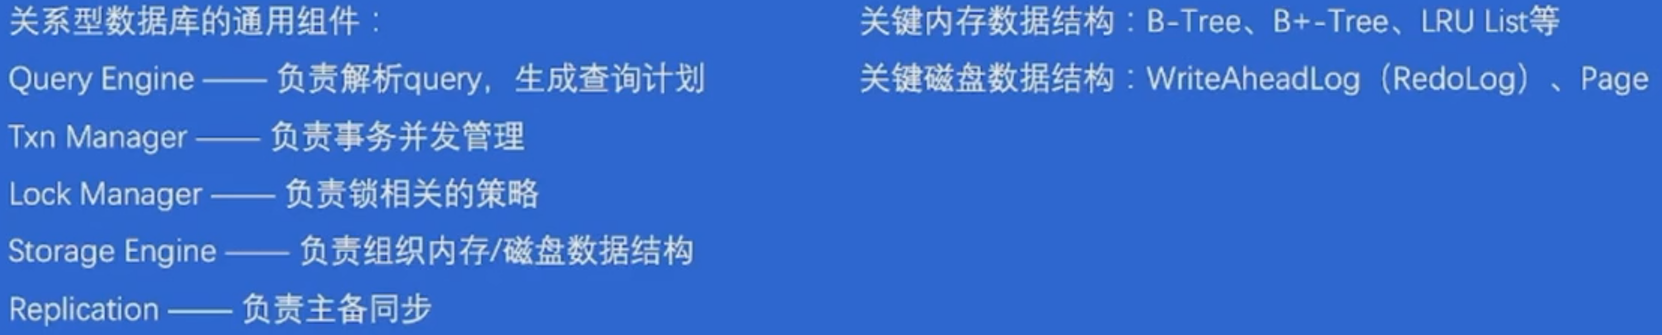 关系型数据库的通用组件：
Query Engine —— 负责解析query，生成查询计划
Txn Manager —— 负责事务并发管理
Lock Manager —— 负责锁相关的策略
Storage Engine —— 负责组织内存/磁盘数据结构
Replication —— 负责主备同步
关键内存数据结构：B-Tree、B+-Tree、LRU List等
关键磁盘数据结构：WriteAheadLog（RedoLog）、Page